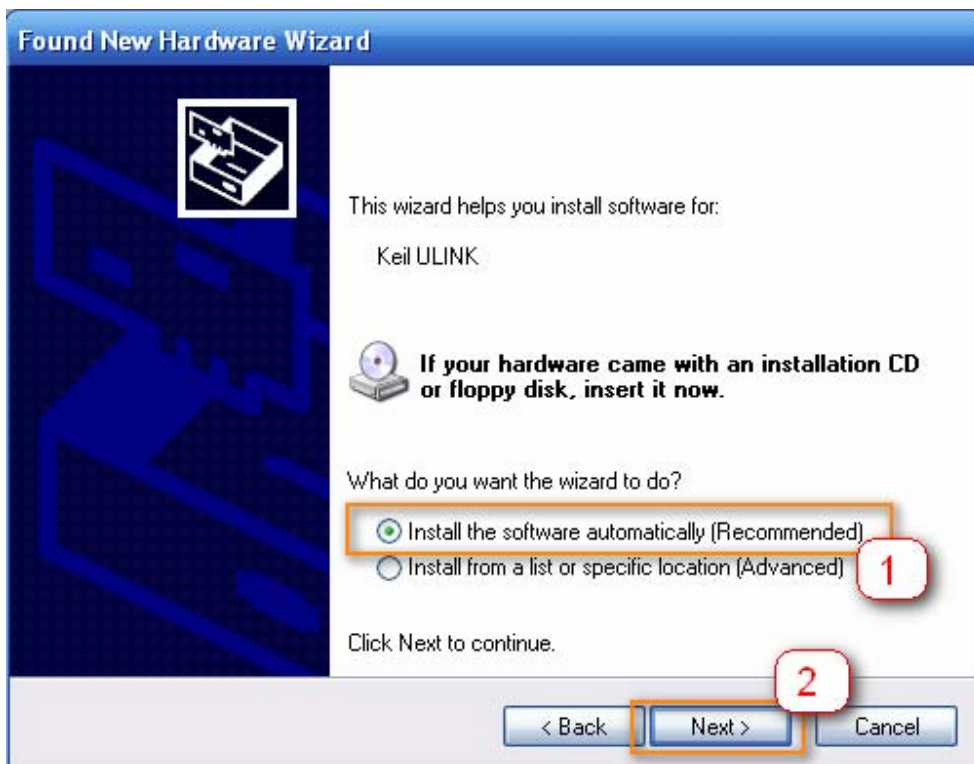 Found New Hardware Wizard
This wizard helps you install software for:
Keil ULINK
If your hardware came with an installation CD
or floppy disk, insert it now.
What do you want the wizard to do?
Install the software automatically (Recommended)
Install from a list or specific location (Advanced)
1
Click Next to continue.
2
< Back
Next >
Cancel